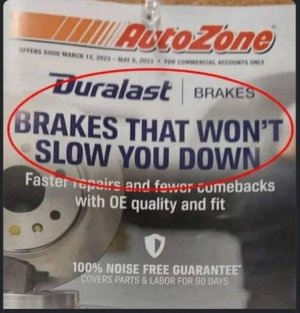 AutoZone
OFFERS GOOD MARCH 12, 2023 - MAY 6, 2023 • FOR COMMERCIAL ACCOUNTS ONLY
Duralast | BRAKES
BRAKES THAT WON'T
SLOW YOU DOWN
Faster repairs and fewer comebacks
with OE quality and fit
100% NOISE FREE GUARANTEE*
COVERS PARTS & LABOR FOR 90 DAYS